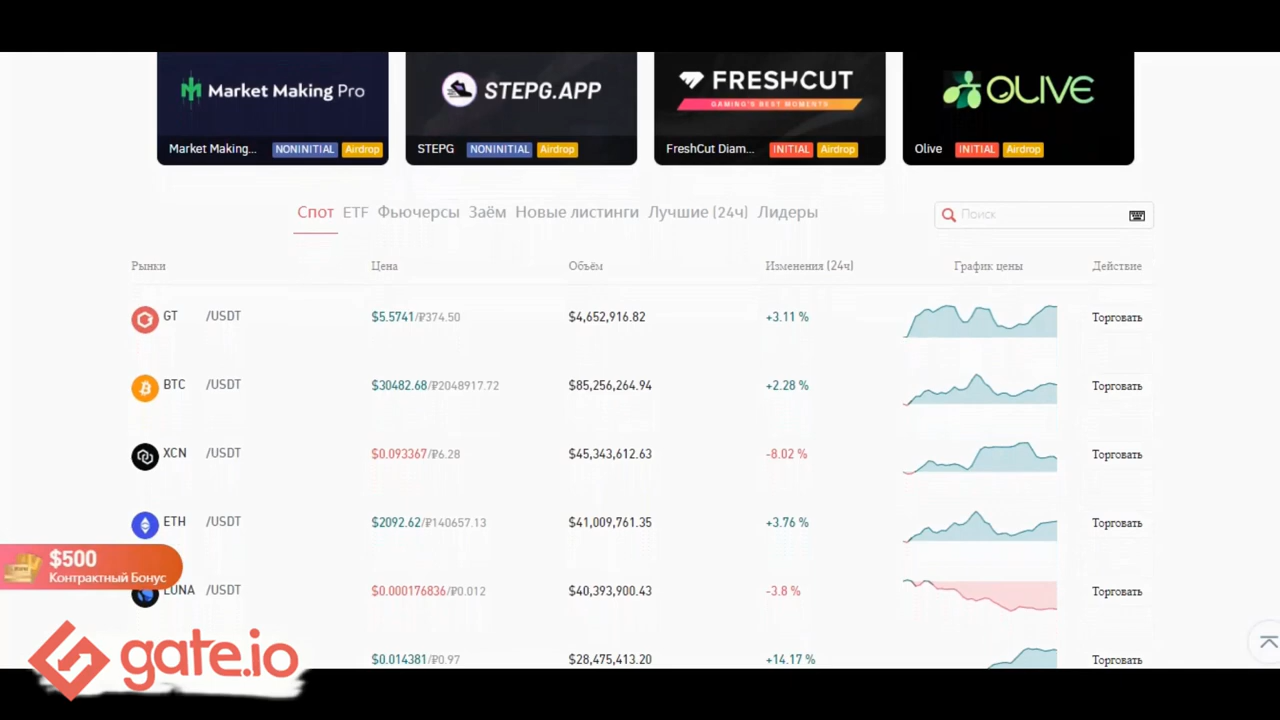 Market Making Pro
STEPG.APP
FRESHCUT
GAMING'S BEST MOMENTS
OLIVE
Market Making... NONINITIAL Airdrop
STEPG NONINITIAL Airdrop
FreshCut Diam... INITIAL Airdrop
Olive INITIAL Airdrop
Спот ETF Фьючерсы Заём Новые листинги Лучшие (24ч) Лидеры
Поиск
Рынки Цена Объём Изменения (24ч) График цены Действие
GT /USDT $5.5741/₽374.50 $4,652,916.82 +3.11 % Торговать
BTC /USDT $30482.68/₽2048917.72 $85,256,264.94 +2.28 % Торговать
XCN /USDT $0.093367/₽6.28 $45,343,612.63 -8.02 % Торговать
ETH /USDT $2092.62/₽140657.13 $41,009,761.35 +3.76 % Торговать
$500
Контрактный Бонус
LUNA /USDT $0.000176836/₽0.012 $40,393,900.43 -3.8 % Торговать
$0.014381/₽0.97 $28,475,413.20 +14.17 % Торговать
gate.io